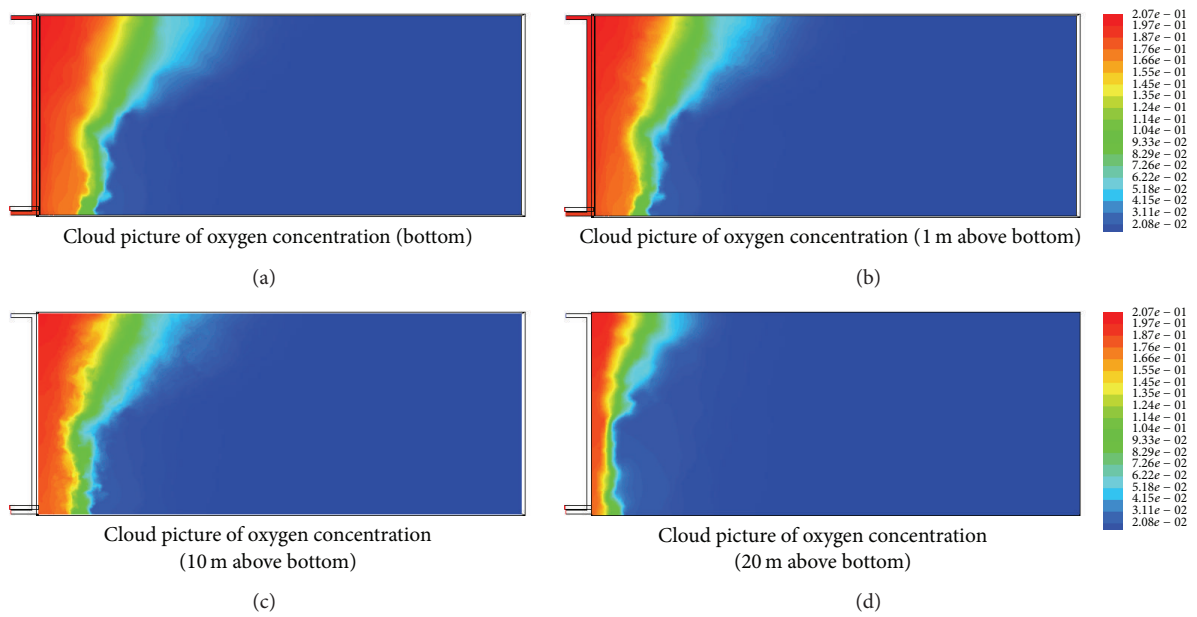 (a)
Cloud picture of oxygen concentration (bottom)
(b)
Cloud picture of oxygen concentration (1 m above bottom)
2.07e − 01
1.97e − 01
1.87e − 01
1.76e − 01
1.66e − 01
1.55e − 01
1.45e − 01
1.35e − 01
1.24e − 01
1.14e − 01
1.04e − 01
9.33e − 02
8.29e − 02
7.26e − 02
6.22e − 02
5.18e − 02
4.15e − 02
3.11e − 02
2.08e − 02
Cloud picture of oxygen concentration
(10 m above bottom)
(c)
Cloud picture of oxygen concentration
(20 m above bottom)
(d)
2.07e − 01
1.97e − 01
1.87e − 01
1.76e − 01
1.66e − 01
1.55e − 01
1.45e − 01
1.35e − 01
1.24e − 01
1.14e − 01
1.04e − 01
9.33e − 02
8.29e − 02
7.26e − 02
6.22e − 02
5.18e − 02
4.15e − 02
3.11e − 02
2.08e − 02